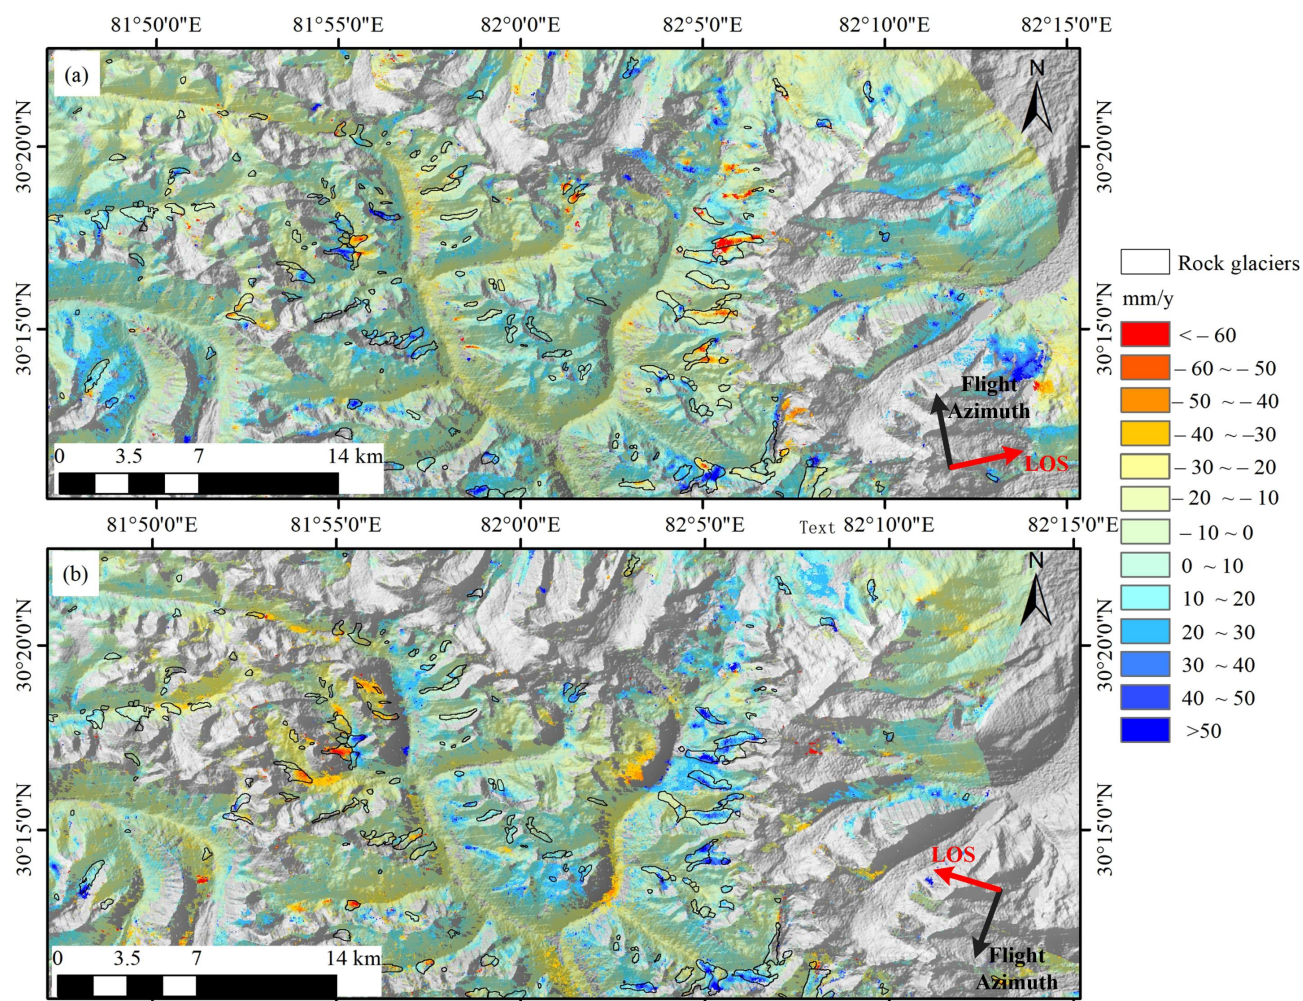 81°50'0"E 81°55'0"E 82°0'0"E 82°5'0"E 82°10'0"E 82°15'0"E
(a)
N
30°20'0"N 30°20'0"N
30°15'0"N 30°15'0"N
Flight
Azimuth
LOS
0 3.5 7 14 km
81°50'0"E 81°55'0"E 82°0'0"E 82°5'0"E 82°10'0"E 82°15'0"E
Text
(b)
N
30°20'0"N 30°20'0"N
30°15'0"N 30°15'0"N
LOS
Flight
Azimuth
0 3.5 7 14 km
Rock glaciers
mm/y
< – 60
– 60 ~ – 50
– 50 ~ – 40
– 40 ~ –30
– 30 ~ – 20
– 20 ~ – 10
– 10 ~ 0
0 ~ 10
10 ~ 20
20 ~ 30
30 ~ 40
40 ~ 50
>50